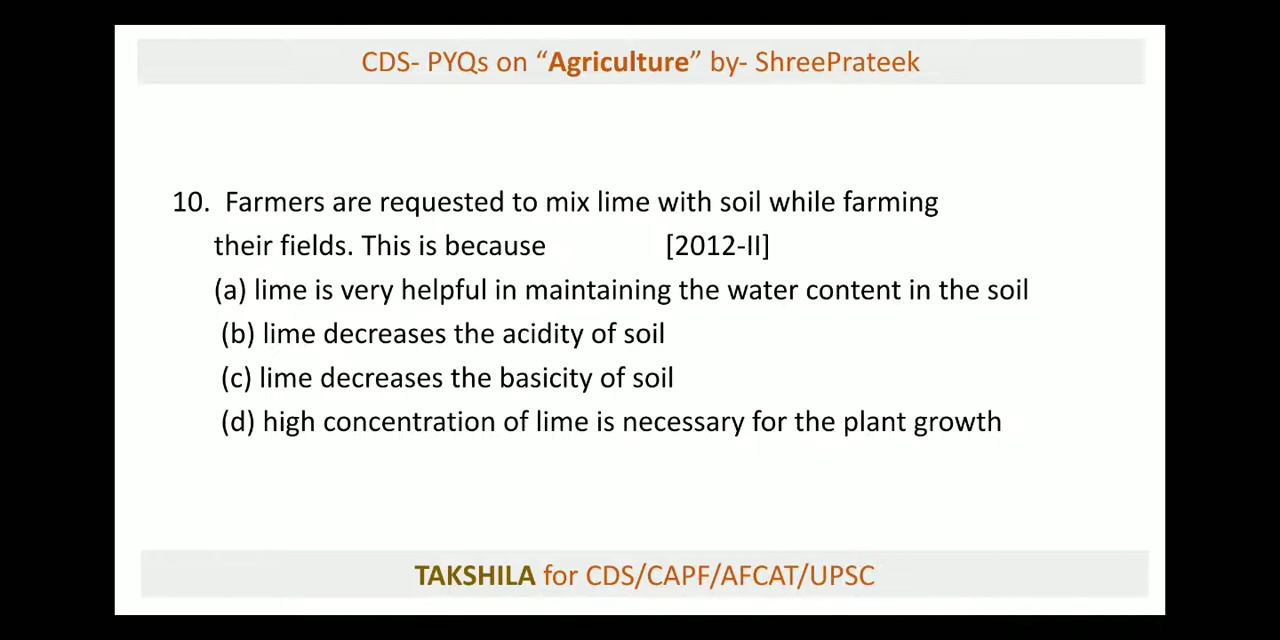 CDS- PYQs on “Agriculture” by- ShreePrateek
10. Farmers are requested to mix lime with soil while farming
their fields. This is because [2012-II]
(a) lime is very helpful in maintaining the water content in the soil
(b) lime decreases the acidity of soil
(c) lime decreases the basicity of soil
(d) high concentration of lime is necessary for the plant growth
TAKSHILA for CDS/CAPF/AFCAT/UPSC